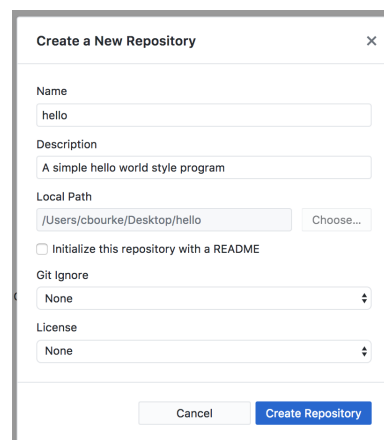 Create a New Repository
Name
hello
Description
A simple hello world style program
Local Path
/Users/cbourke/Desktop/hello Choose...
Initialize this repository with a README
Git Ignore
None
License
None
Cancel Create Repository